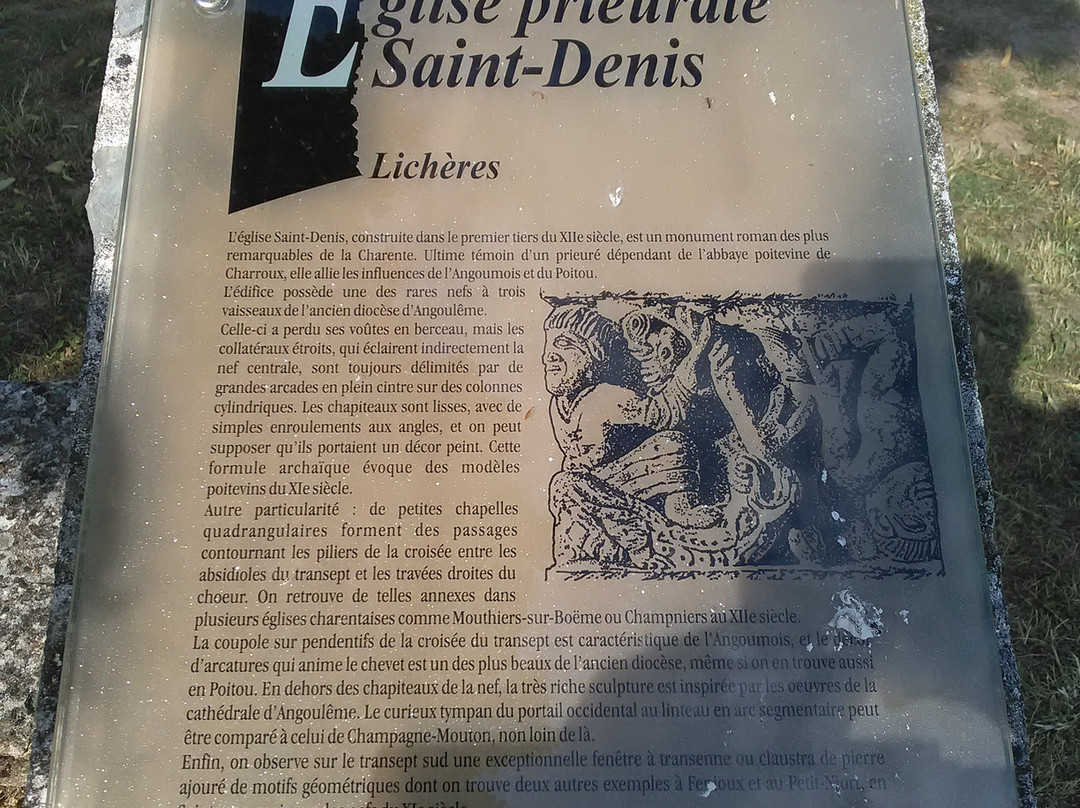 Église prieurale
Saint-Denis
Lichères
L'église Saint-Denis, construite dans le premier tiers du XIIe siècle, est un monument roman des plus
remarquables de la Charente. Ultime témoin d'un prieuré dépendant de l'abbaye poitevine de
Charroux, elle allie les influences de l'Angoumois et du Poitou.
L'édifice possède une des rares nefs à trois
vaisseaux de l'ancien diocèse d'Angoulême.
Celle-ci a perdu ses voûtes en berceau, mais les
collatéraux étroits, qui éclairent indirectement la
nef centrale, sont toujours délimités par de
grandes arcades en plein cintre sur des colonnes
cylindriques. Les chapiteaux sont lisses, avec de
simples enroulements aux angles, et on peut
supposer qu'ils portaient un décor peint. Cette
formule archaïque évoque des modèles
poitevins du XIe siècle.
Autre particularité : de petites chapelles
quadrangulaires forment des passages
contournant les piliers de la croisée entre les
absidioles du transept et les travées droites du
choeur. On retrouve de telles annexes dans
plusieurs églises charentaises comme Mouthiers-sur-Boëme ou Champniers au XIIe siècle.
La coupole sur pendentifs de la croisée du transept est caractéristique de l'Angoumois, et le décor
d'arcatures qui anime le chevet est un des plus beaux de l'ancien diocèse, même si on en trouve aussi
en Poitou. En dehors des chapiteaux de la nef, la très riche sculpture est inspirée par les oeuvres de la
cathédrale d'Angoulême. Le curieux tympan du portail occidental au linteau en arc segmentaire peut
être comparé à celui de Champagne-Mouton, non loin de là.
Enfin, on observe sur le transept sud une exceptionnelle fenêtre à transenne ou claustra de pierre
ajouré de motifs géométriques dont on trouve deux autres exemples à Fenioux et au Petit-Niort, en
siècle.